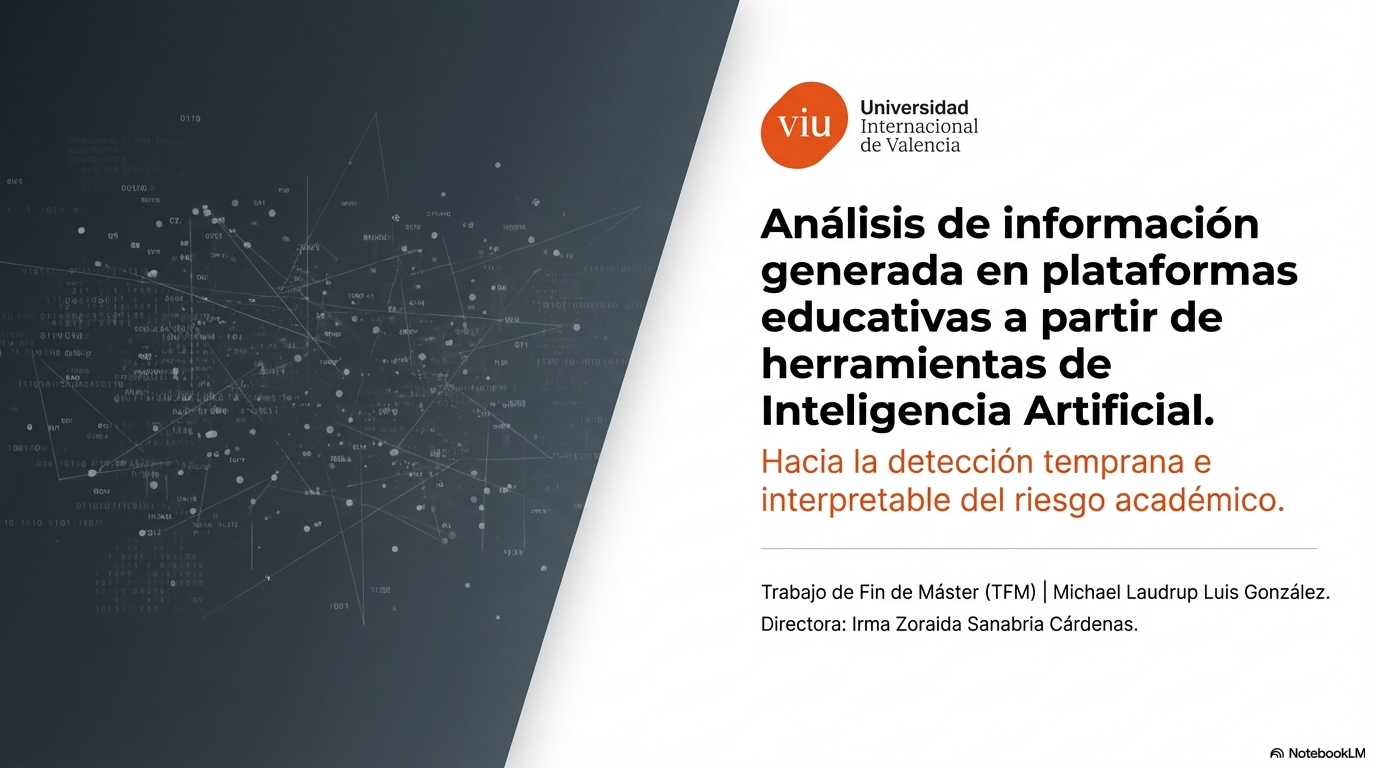 viu
Universidad
Internacional
de Valencia
Análisis de información
generada en plataformas
educativas a partir de
herramientas de
Inteligencia Artificial.
Hacia la detección temprana e
interpretable del riesgo académico.
Trabajo de Fin de Máster (TFM) | Michael Laudrup Luis González.
Directora: Irma Zoraida Sanabria Cárdenas.
NotebookLM